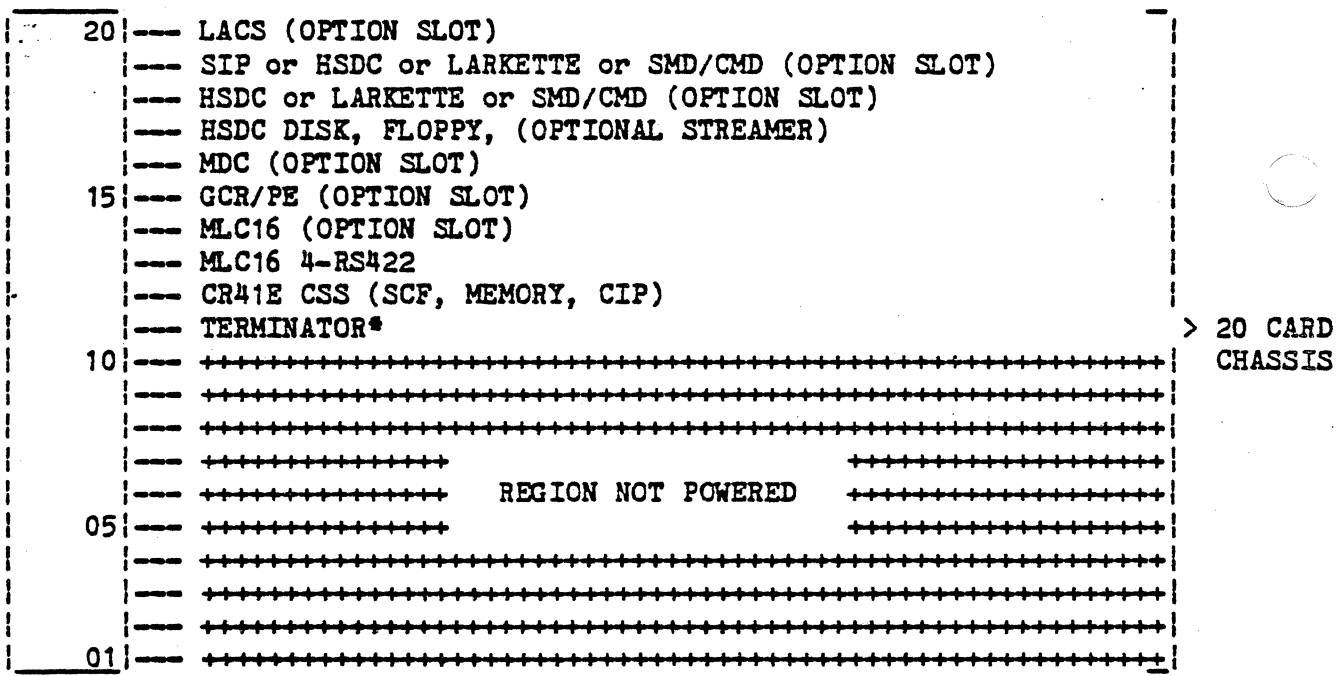 20|--- LACS (OPTION SLOT)
|--- SIP or HSDC or LARKETTE or SMD/CMD (OPTION SLOT)
|--- HSDC or LARKETTE or SMD/CMD (OPTION SLOT)
|--- HSDC DISK, FLOPPY, (OPTIONAL STREAMER)
|--- MDC (OPTION SLOT)
15|--- GCR/PE (OPTION SLOT)
|--- MLC16 (OPTION SLOT)
|--- MLC16 4-RS422
|--- CR41E CSS (SCF, MEMORY, CIP)
|--- TERMINATOR* > 20 CARD
10|--- +++++++++++++++++++++++++++++++++++++++++++++++++++++++++++| CHASSIS
|--- +++++++++++++++++++++++++++++++++++++++++++++++++++++++++++|
|--- +++++++++++++++++++++++++++++++++++++++++++++++++++++++++++|
|--- +++++++++++++++ +++++++++++++++++++|
|--- +++++++++++++++ REGION NOT POWERED +++++++++++++++++++|
05|--- +++++++++++++++ +++++++++++++++++++|
|--- +++++++++++++++++++++++++++++++++++++++++++++++++++++++++++|
|--- +++++++++++++++++++++++++++++++++++++++++++++++++++++++++++|
|--- +++++++++++++++++++++++++++++++++++++++++++++++++++++++++++|
01|--- +++++++++++++++++++++++++++++++++++++++++++++++++++++++++++|